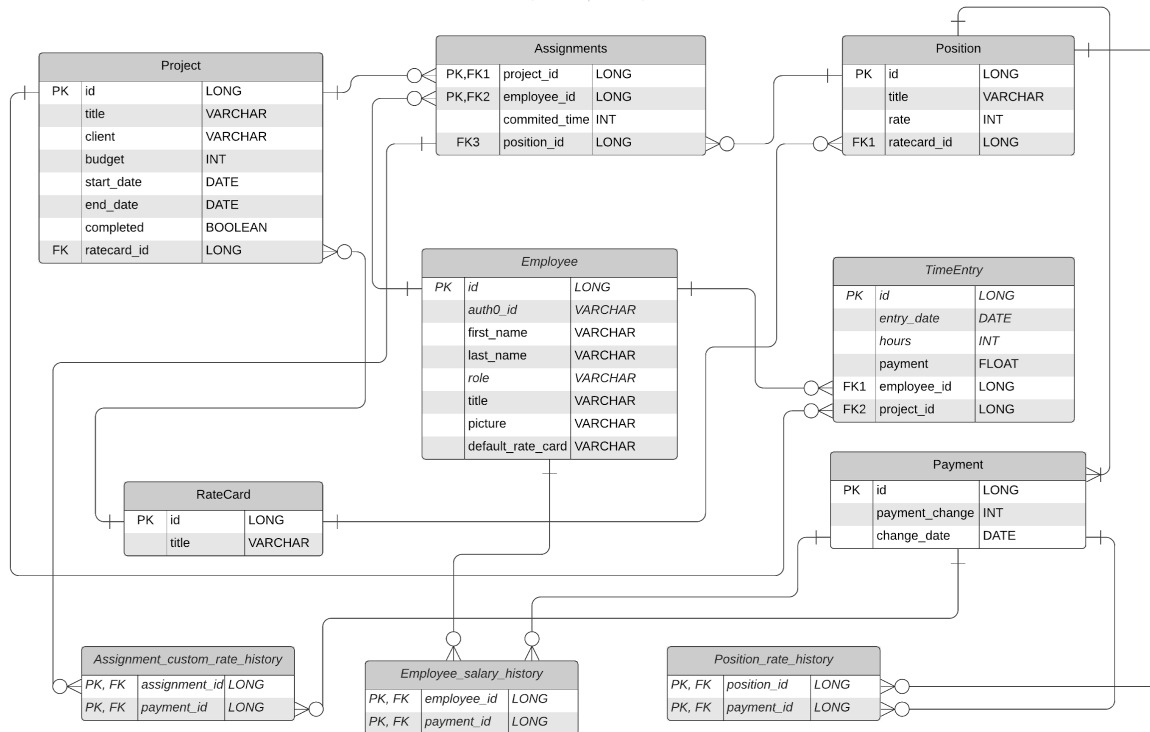 Project
PK id LONG
title VARCHAR
client VARCHAR
budget INT
start_date DATE
end_date DATE
completed BOOLEAN
FK ratecard_id LONG
Assignments
PK,FK1 project_id LONG
PK,FK2 employee_id LONG
commited_time INT
FK3 position_id LONG
Position
PK id LONG
title VARCHAR
rate INT
FK1 ratecard_id LONG
Employee
PK id LONG
auth0_id VARCHAR
first_name VARCHAR
last_name VARCHAR
role VARCHAR
title VARCHAR
picture VARCHAR
default_rate_card VARCHAR
TimeEntry
PK id LONG
entry_date DATE
hours INT
payment FLOAT
FK1 employee_id LONG
FK2 project_id LONG
RateCard
PK id LONG
title VARCHAR
Payment
PK id LONG
payment_change INT
change_date DATE
Assignment_custom_rate_history
PK, FK assignment_id LONG
PK, FK payment_id LONG
Employee_salary_history
PK, FK employee_id LONG
PK, FK payment_id LONG
Position_rate_history
PK, FK position_id LONG
PK, FK payment_id LONG